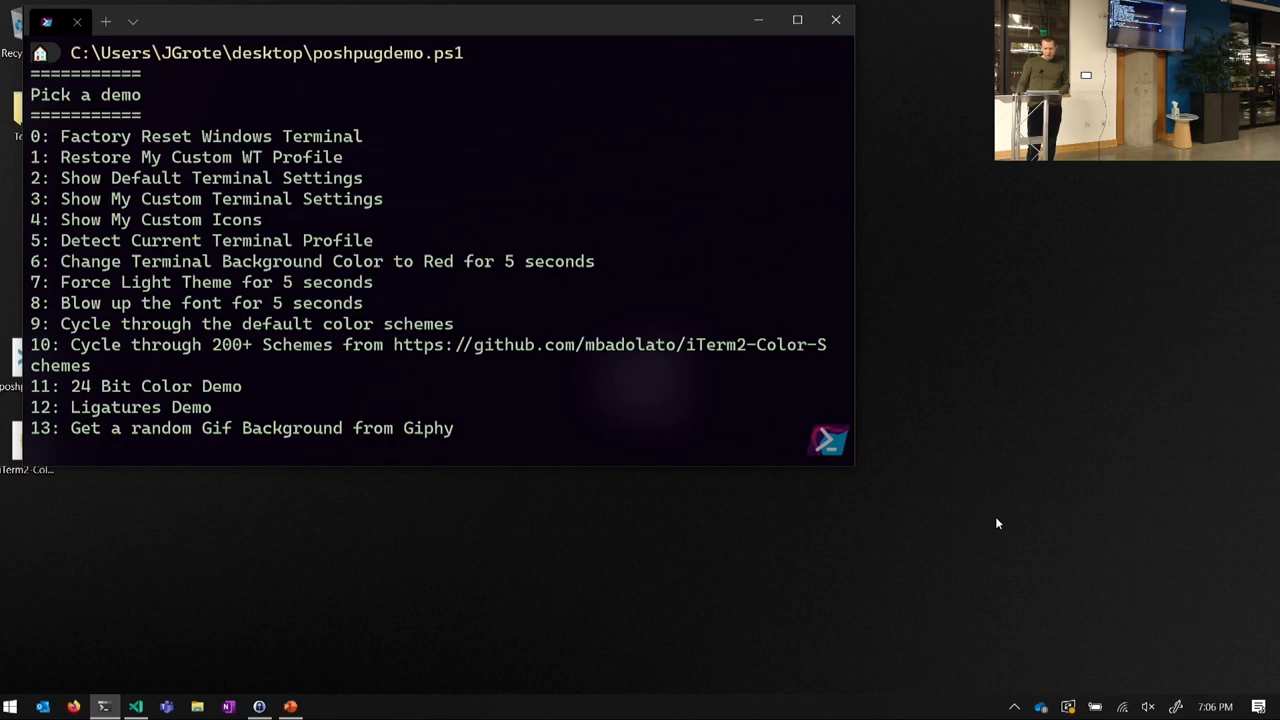 Recy
C:\Users\JGrote\desktop\poshpugdemo.ps1
===========
Pick a demo
===========
0: Factory Reset Windows Terminal
1: Restore My Custom WT Profile
2: Show Default Terminal Settings
3: Show My Custom Terminal Settings
4: Show My Custom Icons
5: Detect Current Terminal Profile
6: Change Terminal Background Color to Red for 5 seconds
7: Force Light Theme for 5 seconds
8: Blow up the font for 5 seconds
9: Cycle through the default color schemes
10: Cycle through 200+ Schemes from https://github.com/mbadolato/iTerm2-Color-S
chemes
11: 24 Bit Color Demo
12: Ligatures Demo
13: Get a random Gif Background from Giphy
To
poshp
iTerm2-Col...
7:06 PM